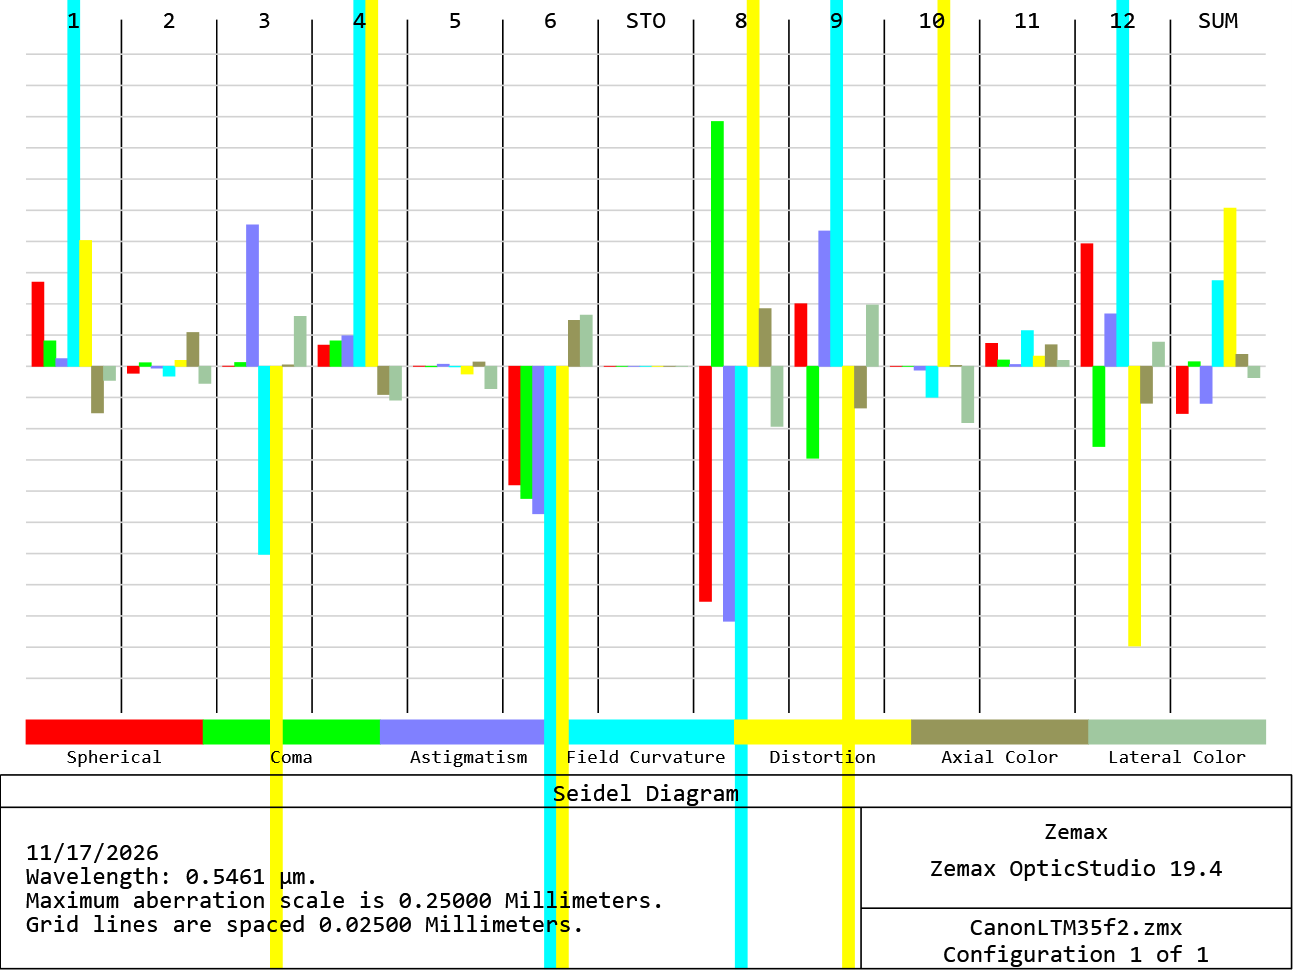 1 2 3 4 5 6 STO 8 9 10 11 12 SUM
Spherical Coma Astigmatism Field Curvature Distortion Axial Color Lateral Color
Seidel Diagram
11/17/2026
Wavelength: 0.5461 µm.
Maximum aberration scale is 0.25000 Millimeters.
Grid lines are spaced 0.02500 Millimeters.
Zemax
Zemax OpticStudio 19.4
CanonLTM35f2.zmx
Configuration 1 of 1